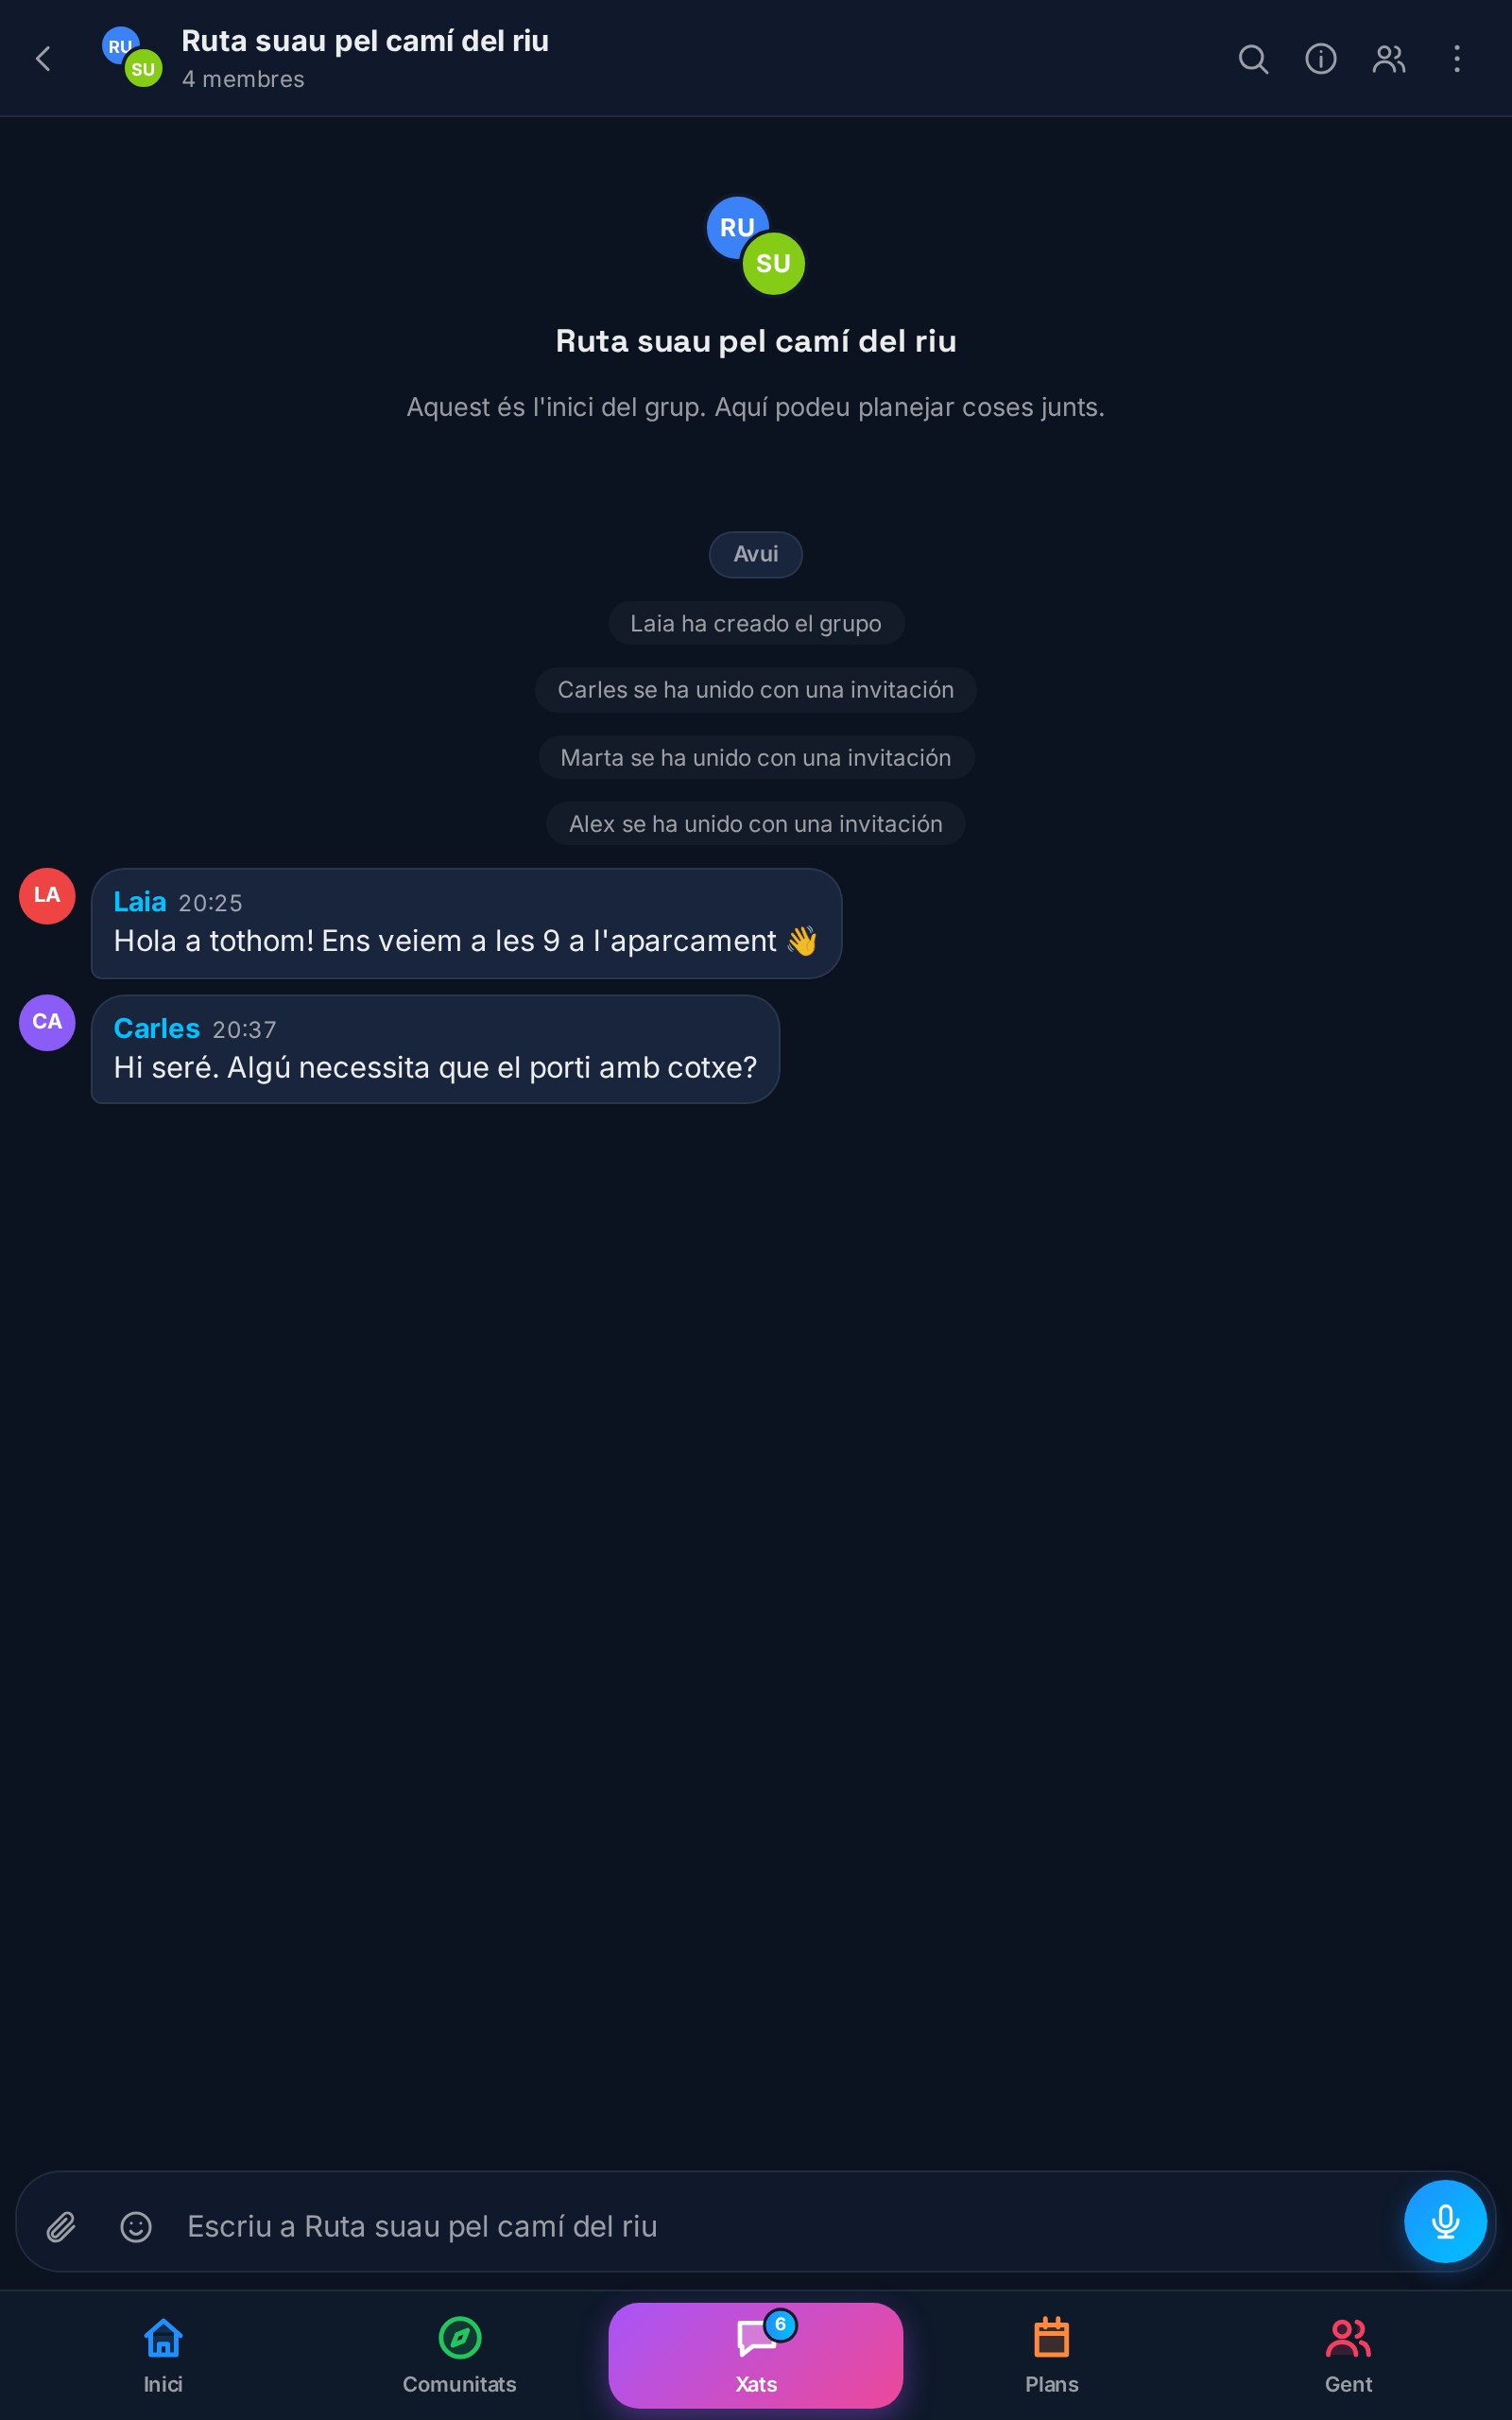 RU
SU
Ruta suau pel camí del riu
4 membres
RU
SU
Ruta suau pel camí del riu
Aquest és l'inici del grup. Aquí podeu planejar coses junts.
Avui
Laia ha creado el grupo
Carles se ha unido con una invitación
Marta se ha unido con una invitación
Alex se ha unido con una invitación
LA
Laia 20:25
Hola a tothom! Ens veiem a les 9 a l'aparcament 👋
CA
Carles 20:37
Hi seré. Algú necessita que el porti amb cotxe?
Escriu a Ruta suau pel camí del riu
6
Inici
Comunitats
Xats
Plans
Gent